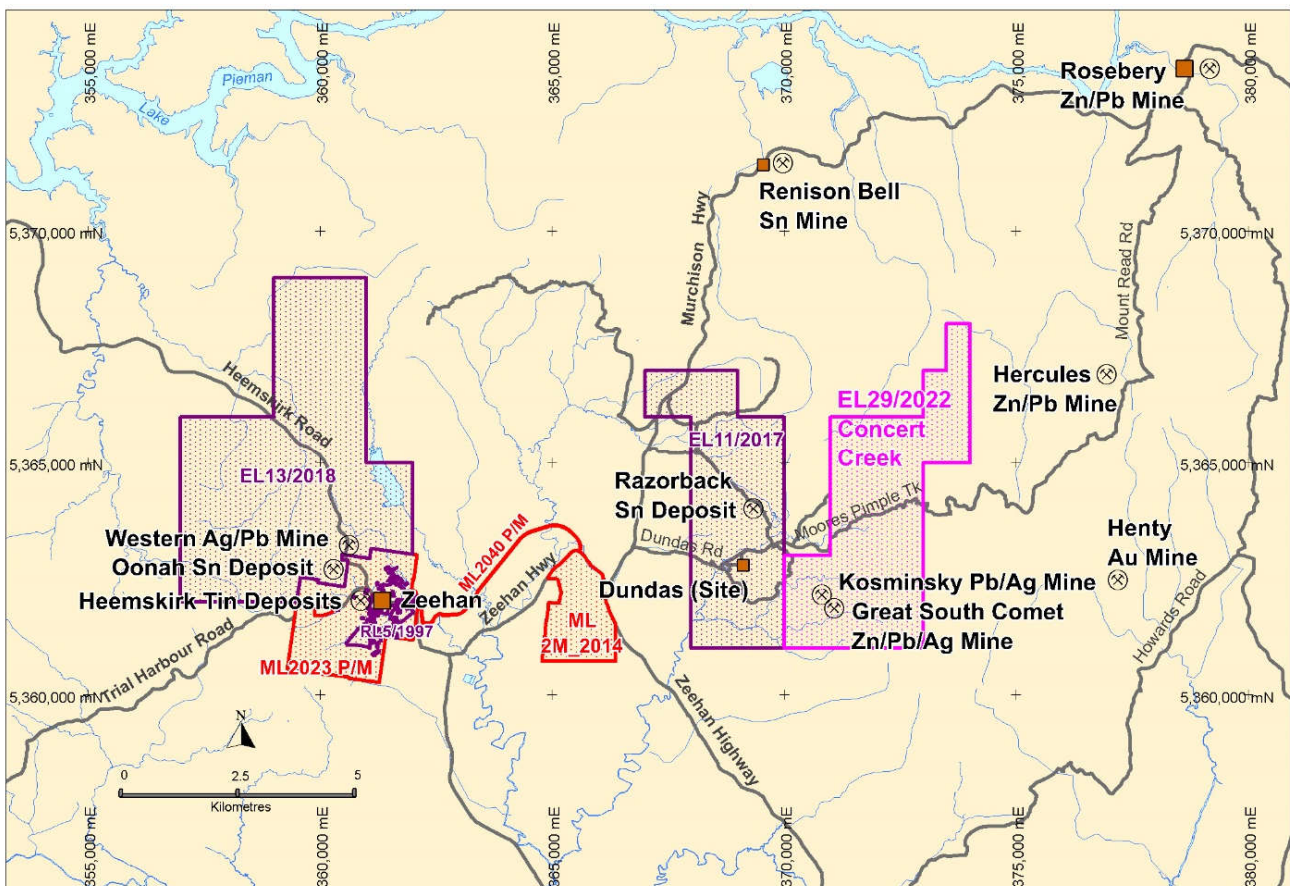 355,000 mE
360,000 mE
365,000 mE
370,000 mE
375,000 mE
380,000 mE
Pieman
Lake
Rosebery
Zn/Pb Mine
Renison Bell
Sn Mine
5,370,000 mN
5,370,000 mN
Murchison Hwy
Mount Read Rd
Heemskirk Road
Hercules
Zn/Pb Mine
EL29/2022
Concert
Creek
EL11/2017
EL13/2018
5,365,000 mN
5,365,000 mN
Razorback
Sn Deposit
Moores Pimple Tk
Dundas Rd
Western Ag/Pb Mine
Oonah Sn Deposit
Heemskirk Tin Deposits
Zeehan
ML2040 P/M
Zeehan Hwy
Dundas (Site)
Henty
Au Mine
Kosminsky Pb/Ag Mine
Great South Comet
Zn/Pb/Ag Mine
RL5/1997
ML
2M_2014
ML2023 P/M
Trial Harbour Road
Howards Road
5,360,000 mN
5,360,000 mN
Zeehan Highway
N
0
2.5
5
Kilometres
355,000 mE
360,000 mE
365,000 mE
370,000 mE
375,000 mE
380,000 mE